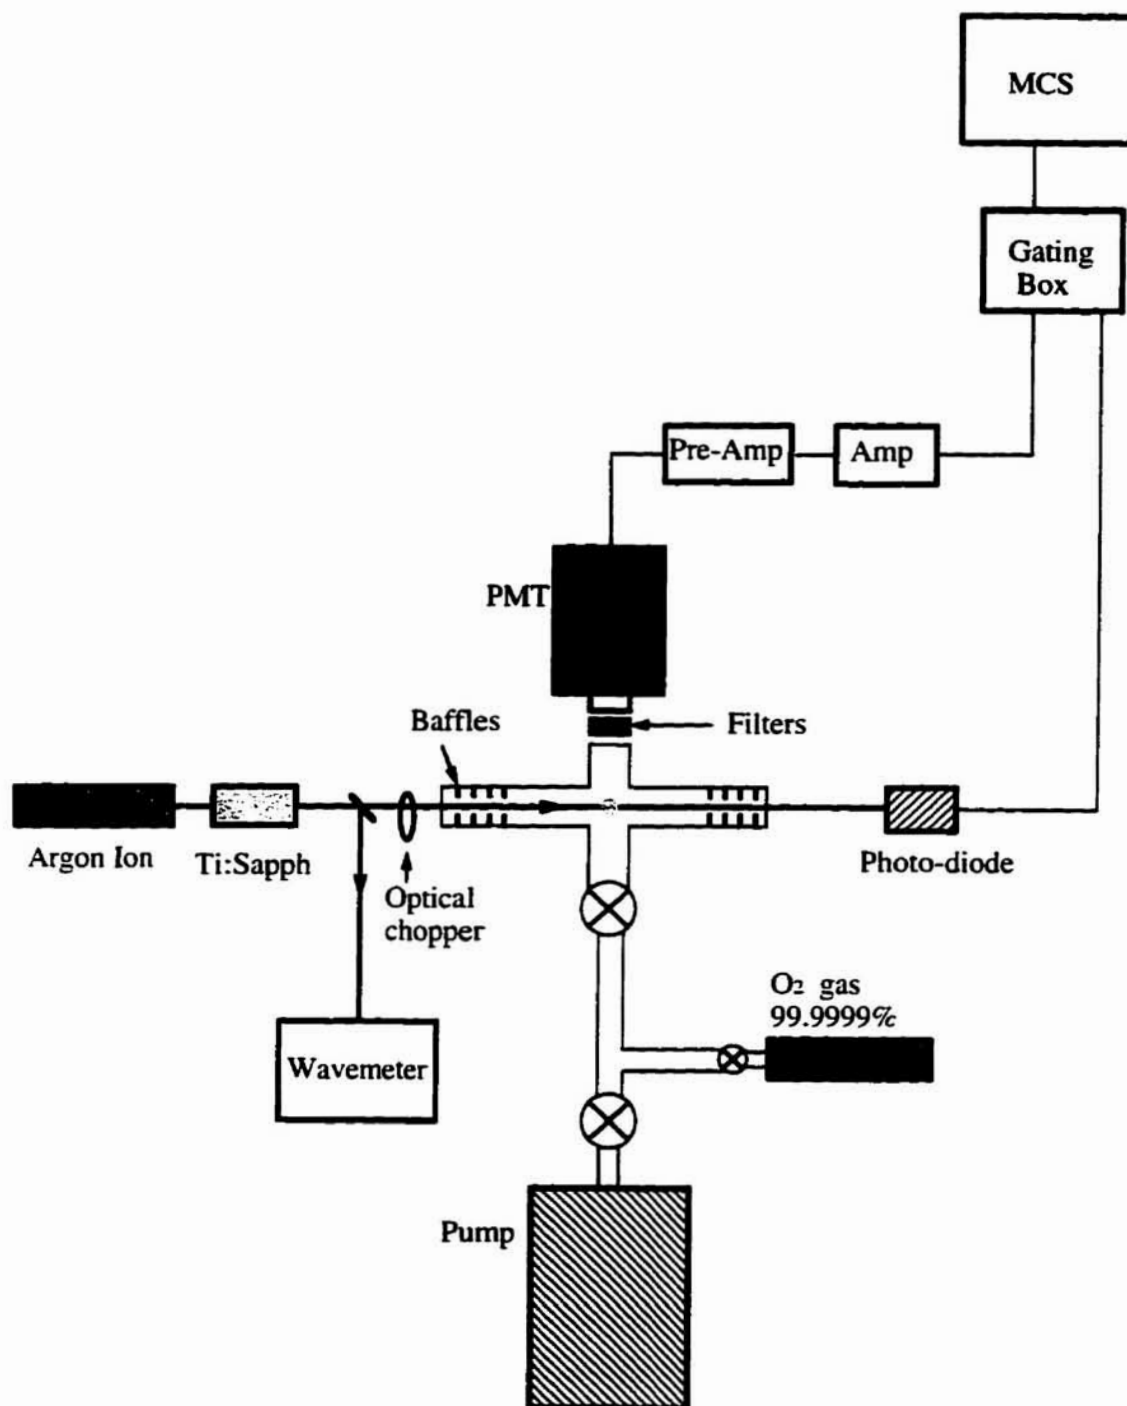 MCS
Gating
Box
Pre-Amp
Amp
PMT
Baffles
Filters
Argon Ion
Ti:Sapph
Optical
chopper
Photo-diode
O2 gas
99.9999%
Wavemeter
Pump